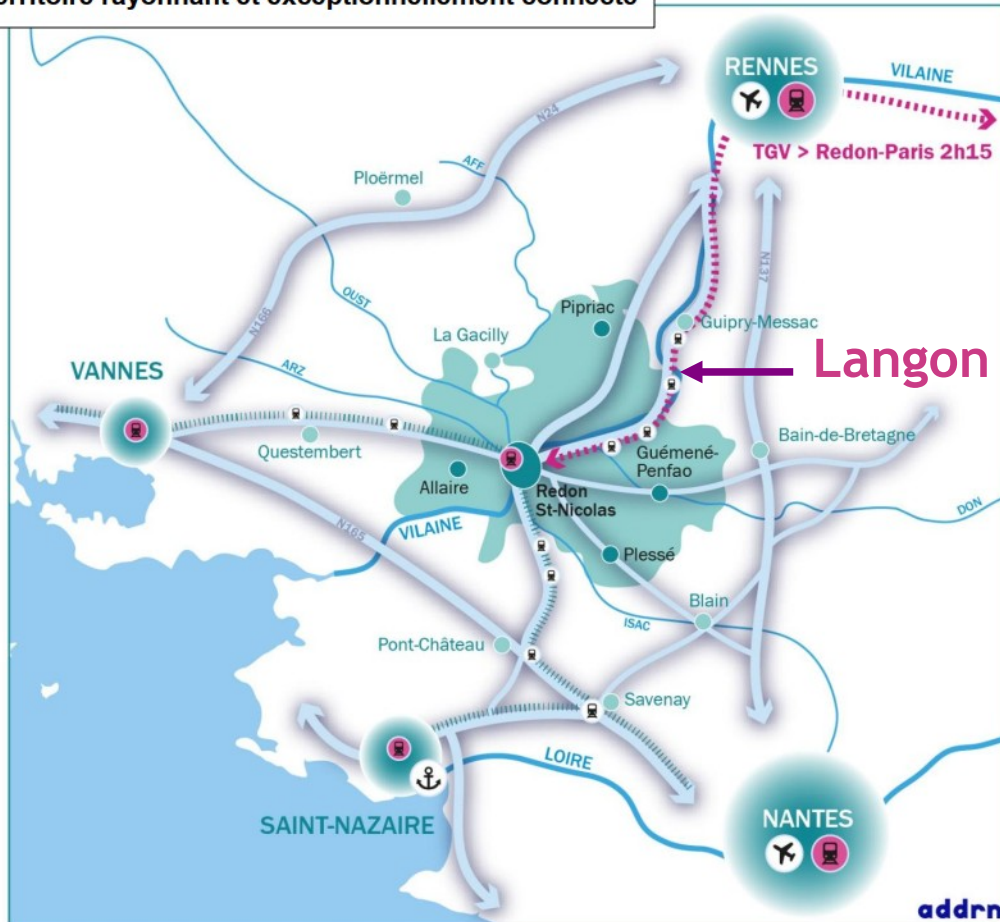 erritoire rayonnant et exceptionnellement connecté
RENNES
VILAINE
TGV > Redon-Paris 2h15
N24
AFF
Ploërmel
N137
OUST
N166
Pipriac
Guipry-Messac
La Gacilly
Langon
ARZ
VANNES
Bain-de-Bretagne
Questembert
Guémené-
Penfao
Allaire
Redon
St-Nicolas
DON
VILAINE
N165
Plessé
Blain
ISAC
Pont-Château
Savenay
LOIRE
SAINT-NAZAIRE
NANTES
addrn